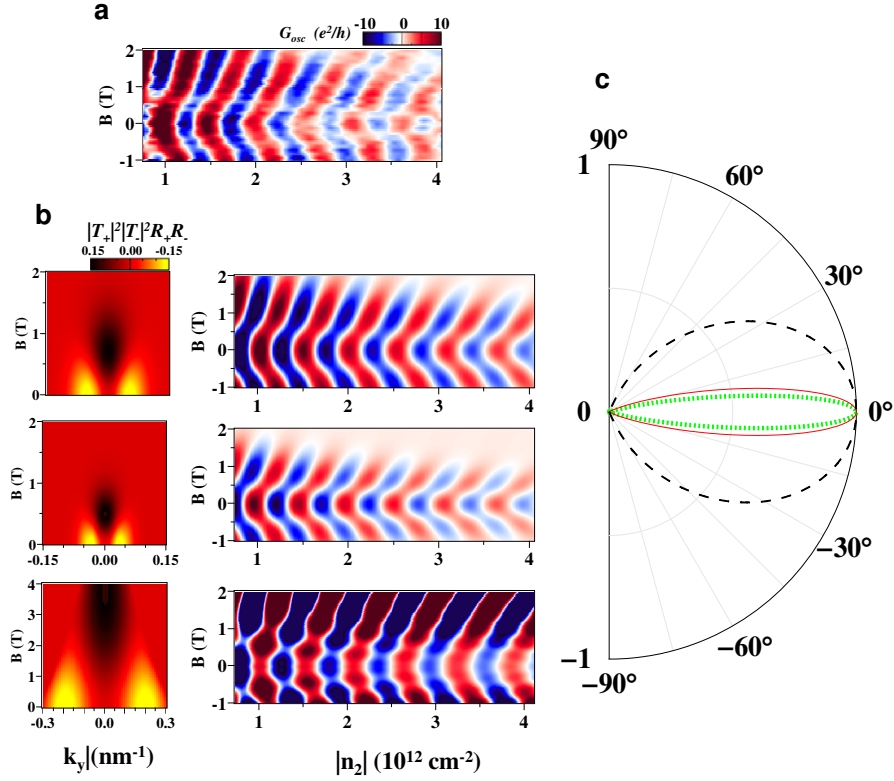 a
G_osc (e²/h)
-10 0 10
B (T)
2
1
0
-1
1 2 3 4
b
|T₊|²|T₋|²R₊R₋
0.15 0.00 -0.15
B (T)
2
1
0
B (T)
2
1
0
-1
1 2 3 4
B (T)
2
1
0
-0.15 0.00 0.15
B (T)
2
1
0
-1
1 2 3 4
B (T)
4
3
2
1
0
-0.3 0.0 0.3
k_y|(nm⁻¹)
B (T)
2
1
0
-1
1 2 3 4
|n₂| (10¹² cm⁻²)
c
90°
1
60°
30°
0
0°
−30°
−60°
−1
−90°